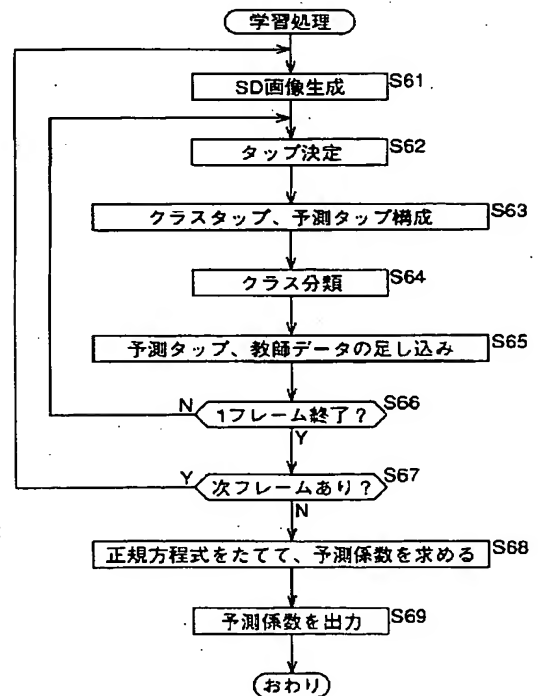 学習処理
SD画像生成 S61
タップ決定 S62
クラスタップ、予測タップ構成 S63
クラス分類 S64
予測タップ、教師データの足し込み S65
N 1フレーム終了? S66
Y
Y 次フレームあり? S67
N
正規方程式をたてて、予測係数を求める S68
予測係数を出力 S69
おわり